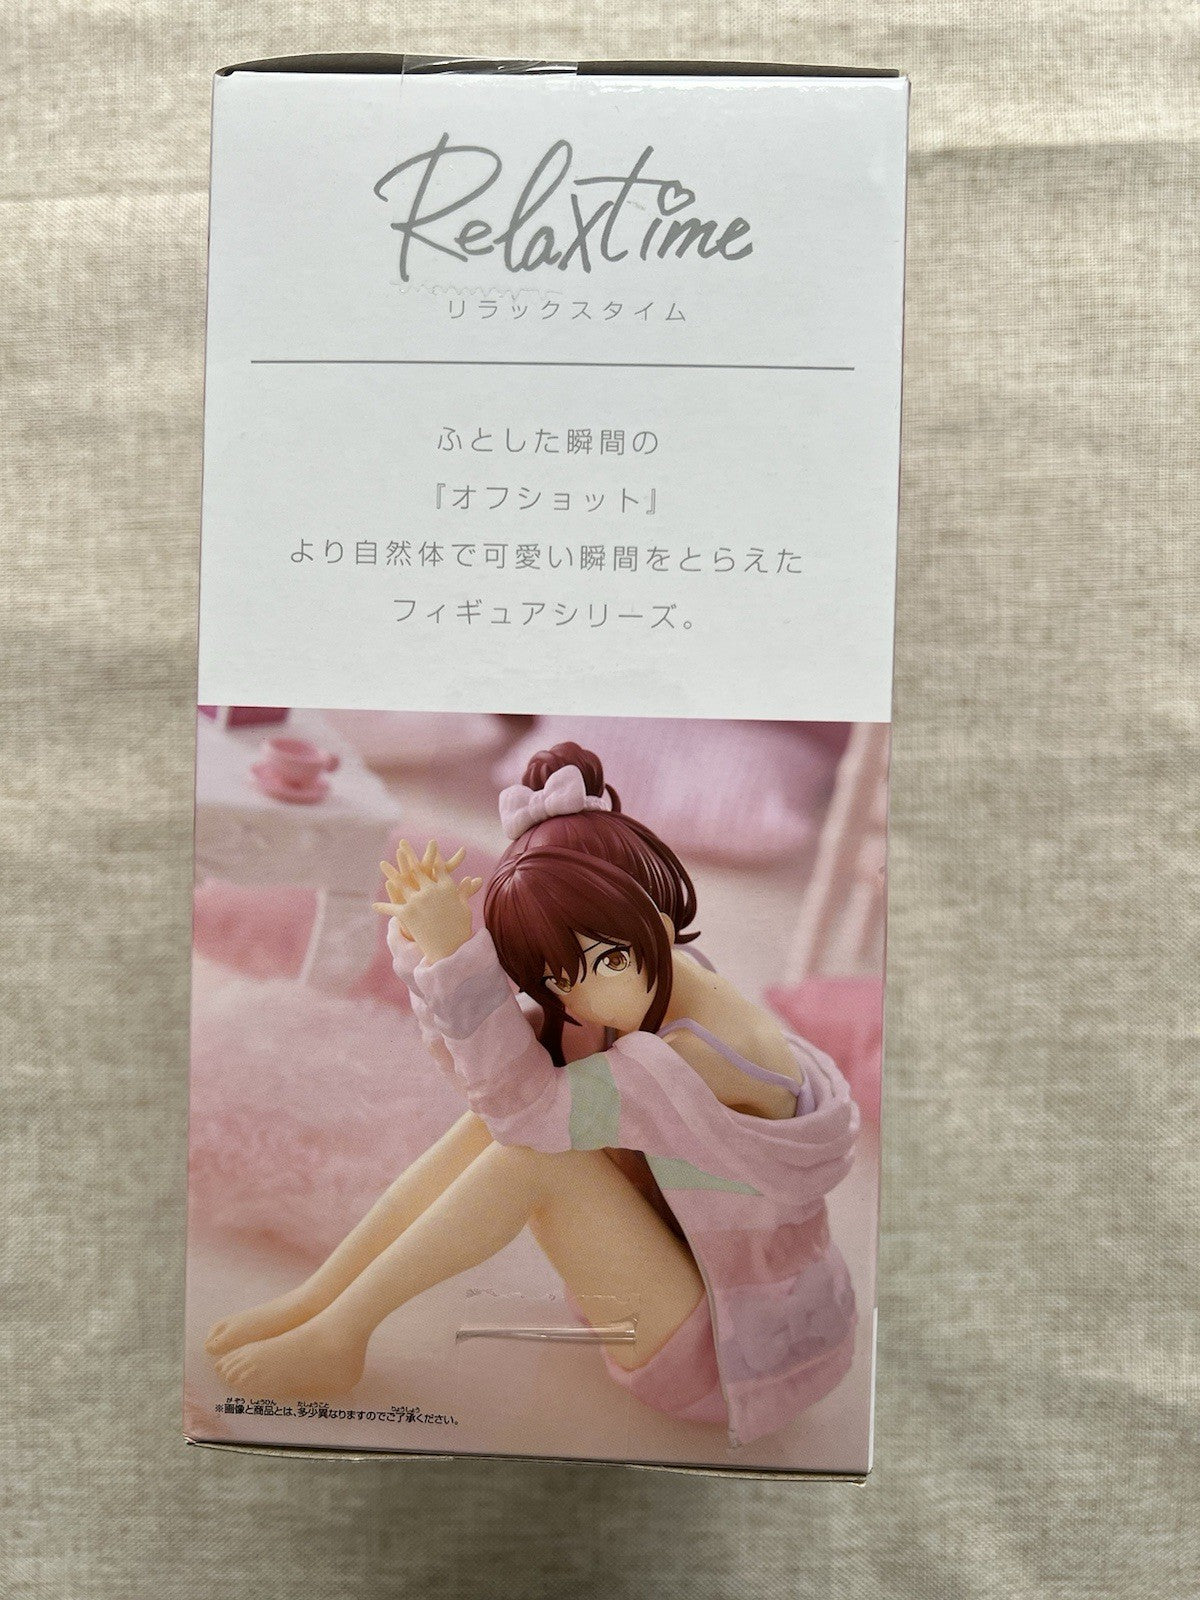 Relaxtime
リラックスタイム
ふとした瞬間の
『オフショット』
より自然体で可愛い瞬間をとらえた
フィギュアシリーズ。
※画像と商品とは、多少異なりますのでご了承ください。